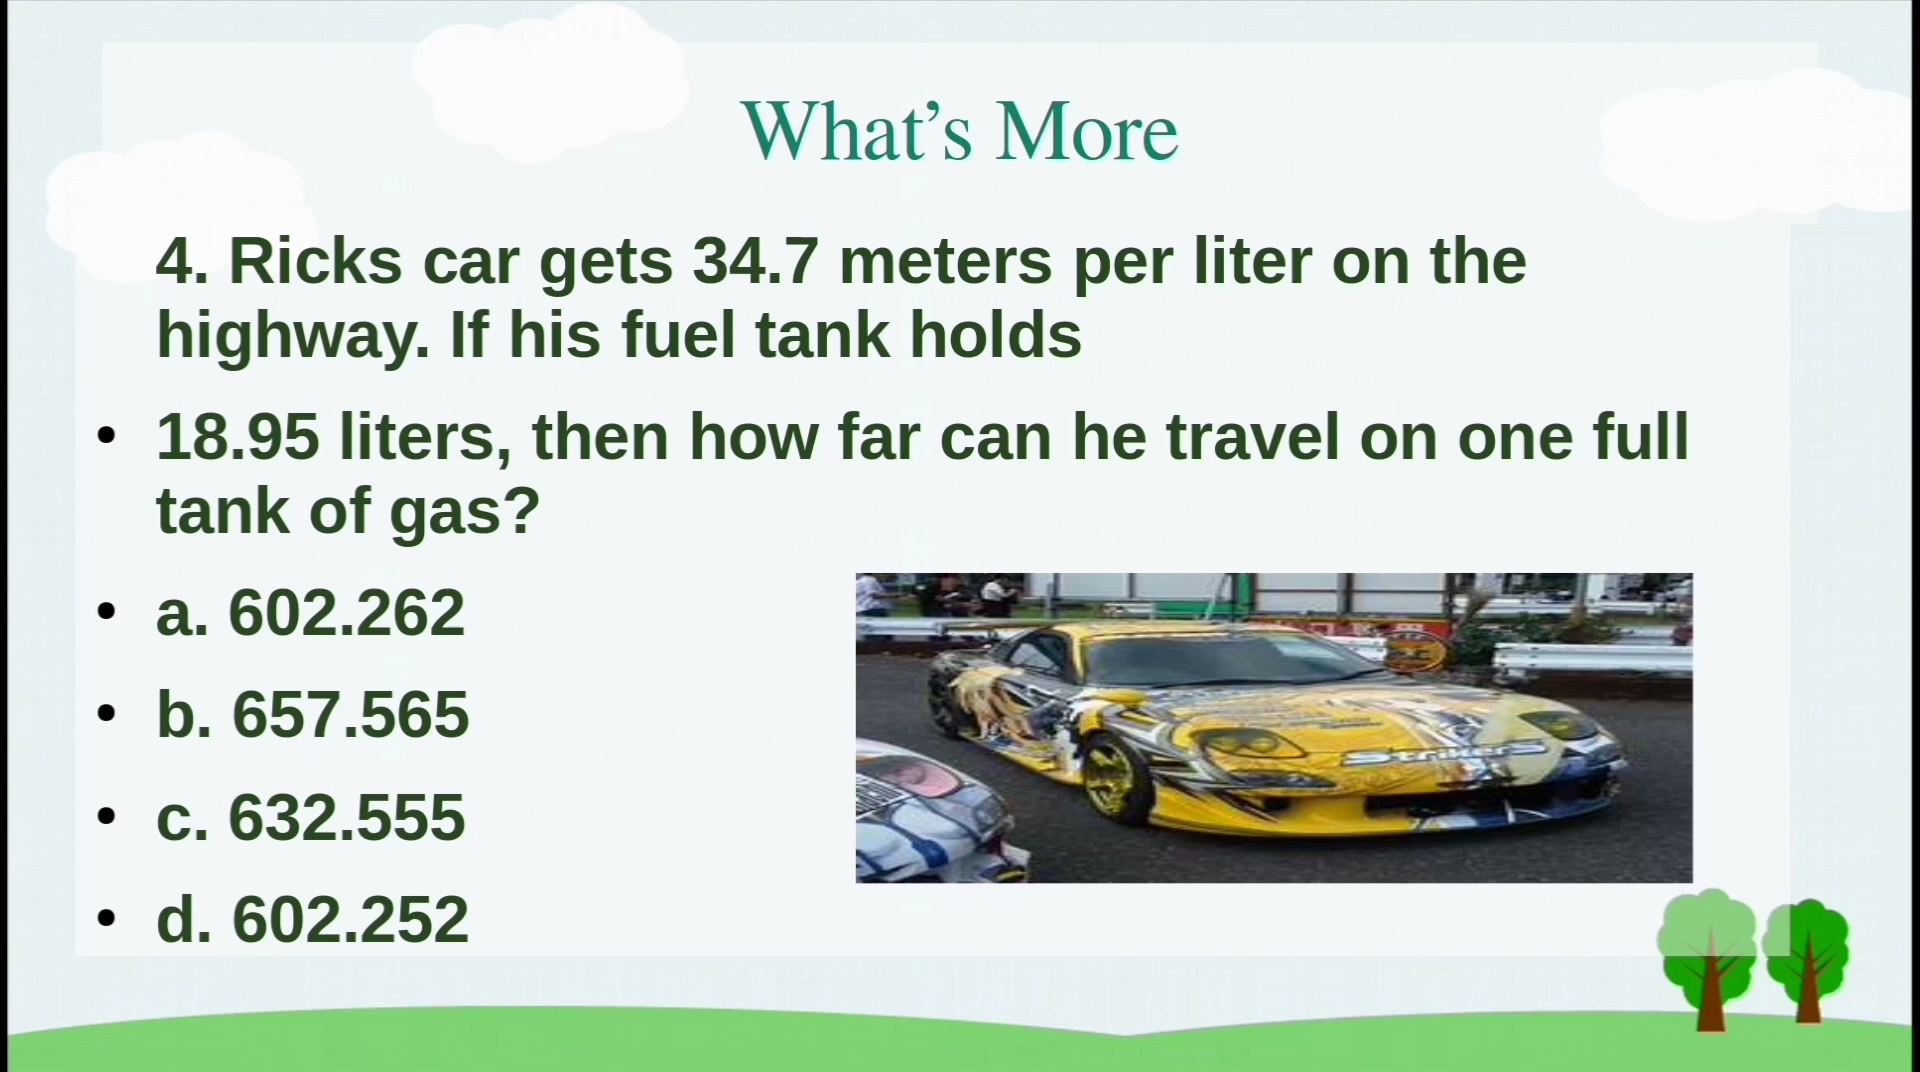 What’s More
4. Ricks car gets 34.7 meters per liter on the
highway. If his fuel tank holds
• 18.95 liters, then how far can he travel on one full
tank of gas?
• a. 602.262
• b. 657.565
• c. 632.555
• d. 602.252
Strikers